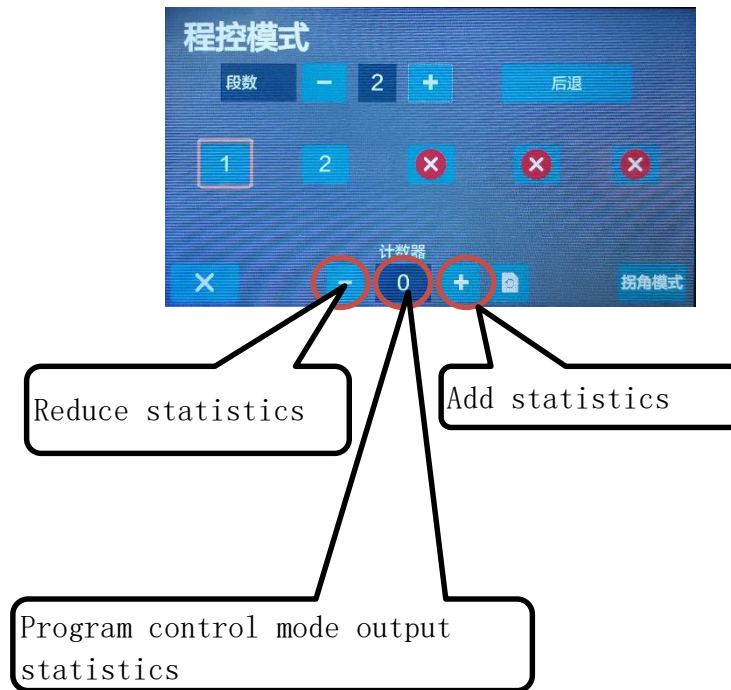 程控模式
段数 − 2 + 后退
1 2
计数器
− 0 + 拐角模式
Reduce statistics
Add statistics
Program control mode output
statistics